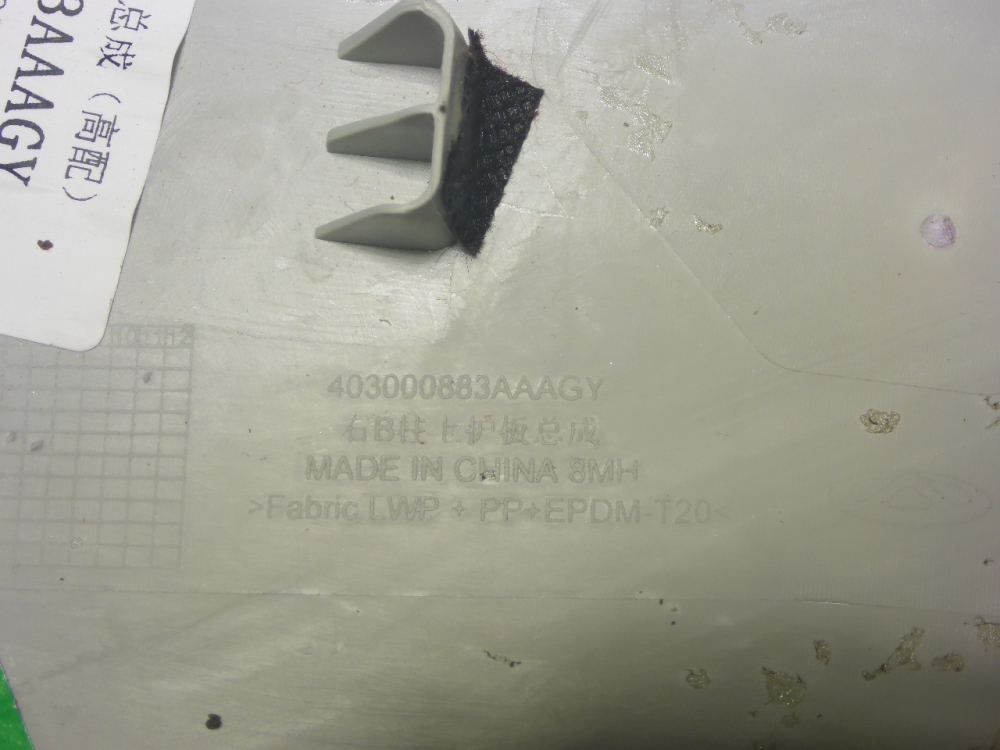 总成（高配）
3AAAGY
403000883AAAGY
右B柱上护板总成
MADE IN CHINA 8MH
>Fabric LWP + PP+EPDM-T20<